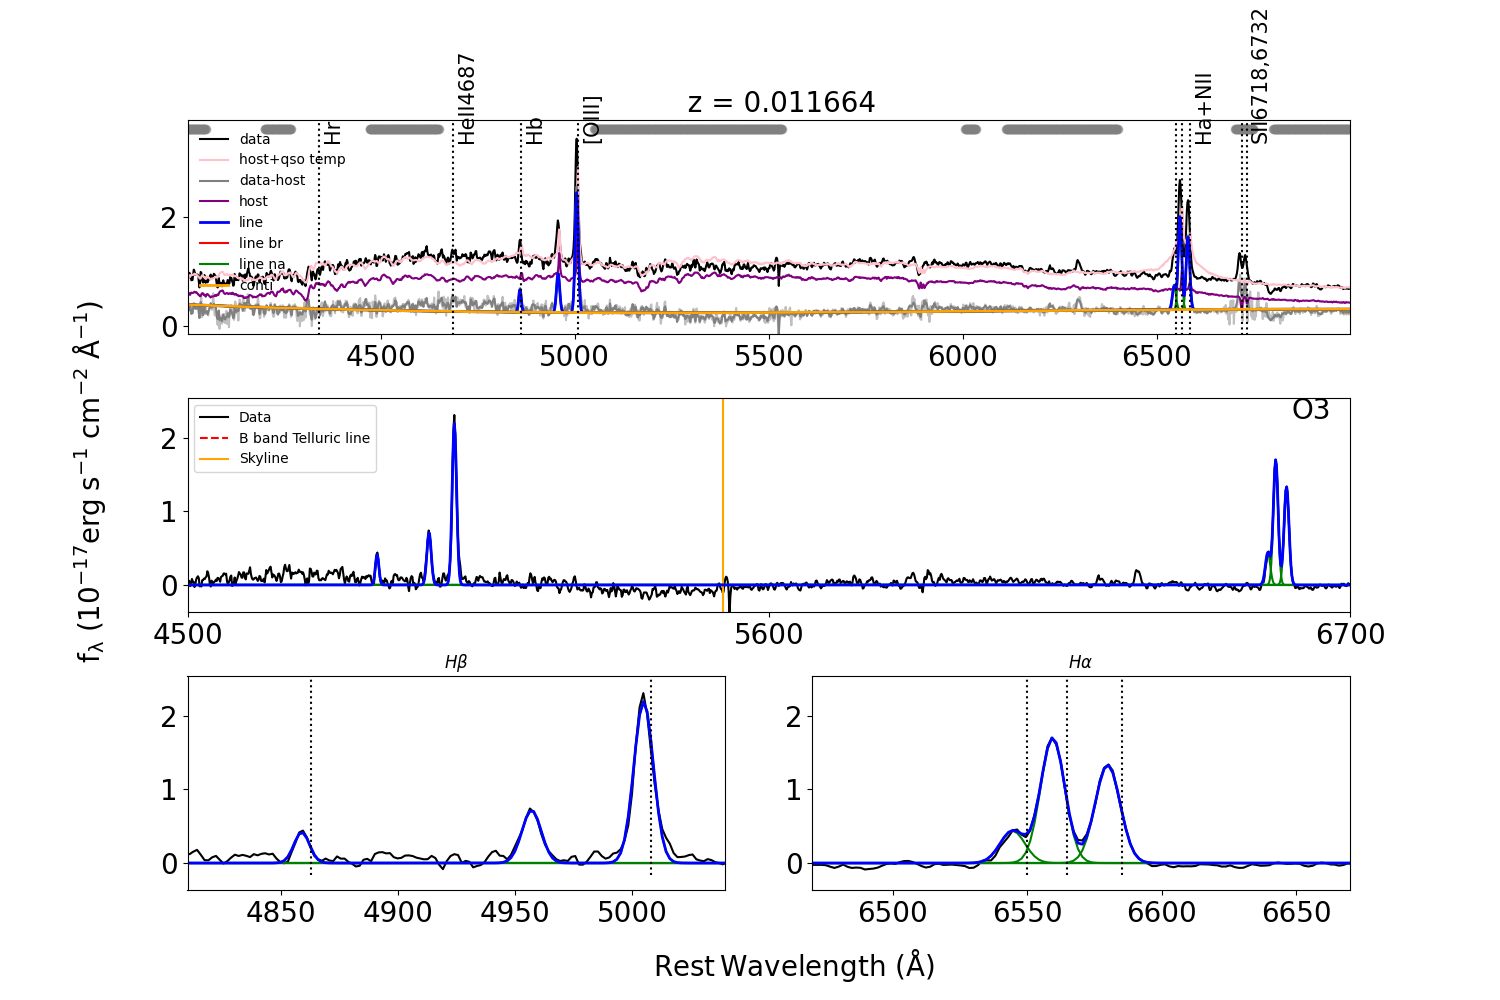 z = 0.011664
Hr
HeII4687
Hb
[OIII]
Ha+NII
SII6718,6732
data
host+qso temp
data-host
host
line
line br
line na
conti
2
0
4500 5000 5500 6000 6500
fλ (10−17erg s−1 cm−2 Å−1)
O3
Data
B band Telluric line
Skyline
2
1
0
4500 5600 6700
Hβ
2
1
0
4850 4900 4950 5000
Hα
2
1
0
6500 6550 6600 6650
Rest Wavelength (Å)